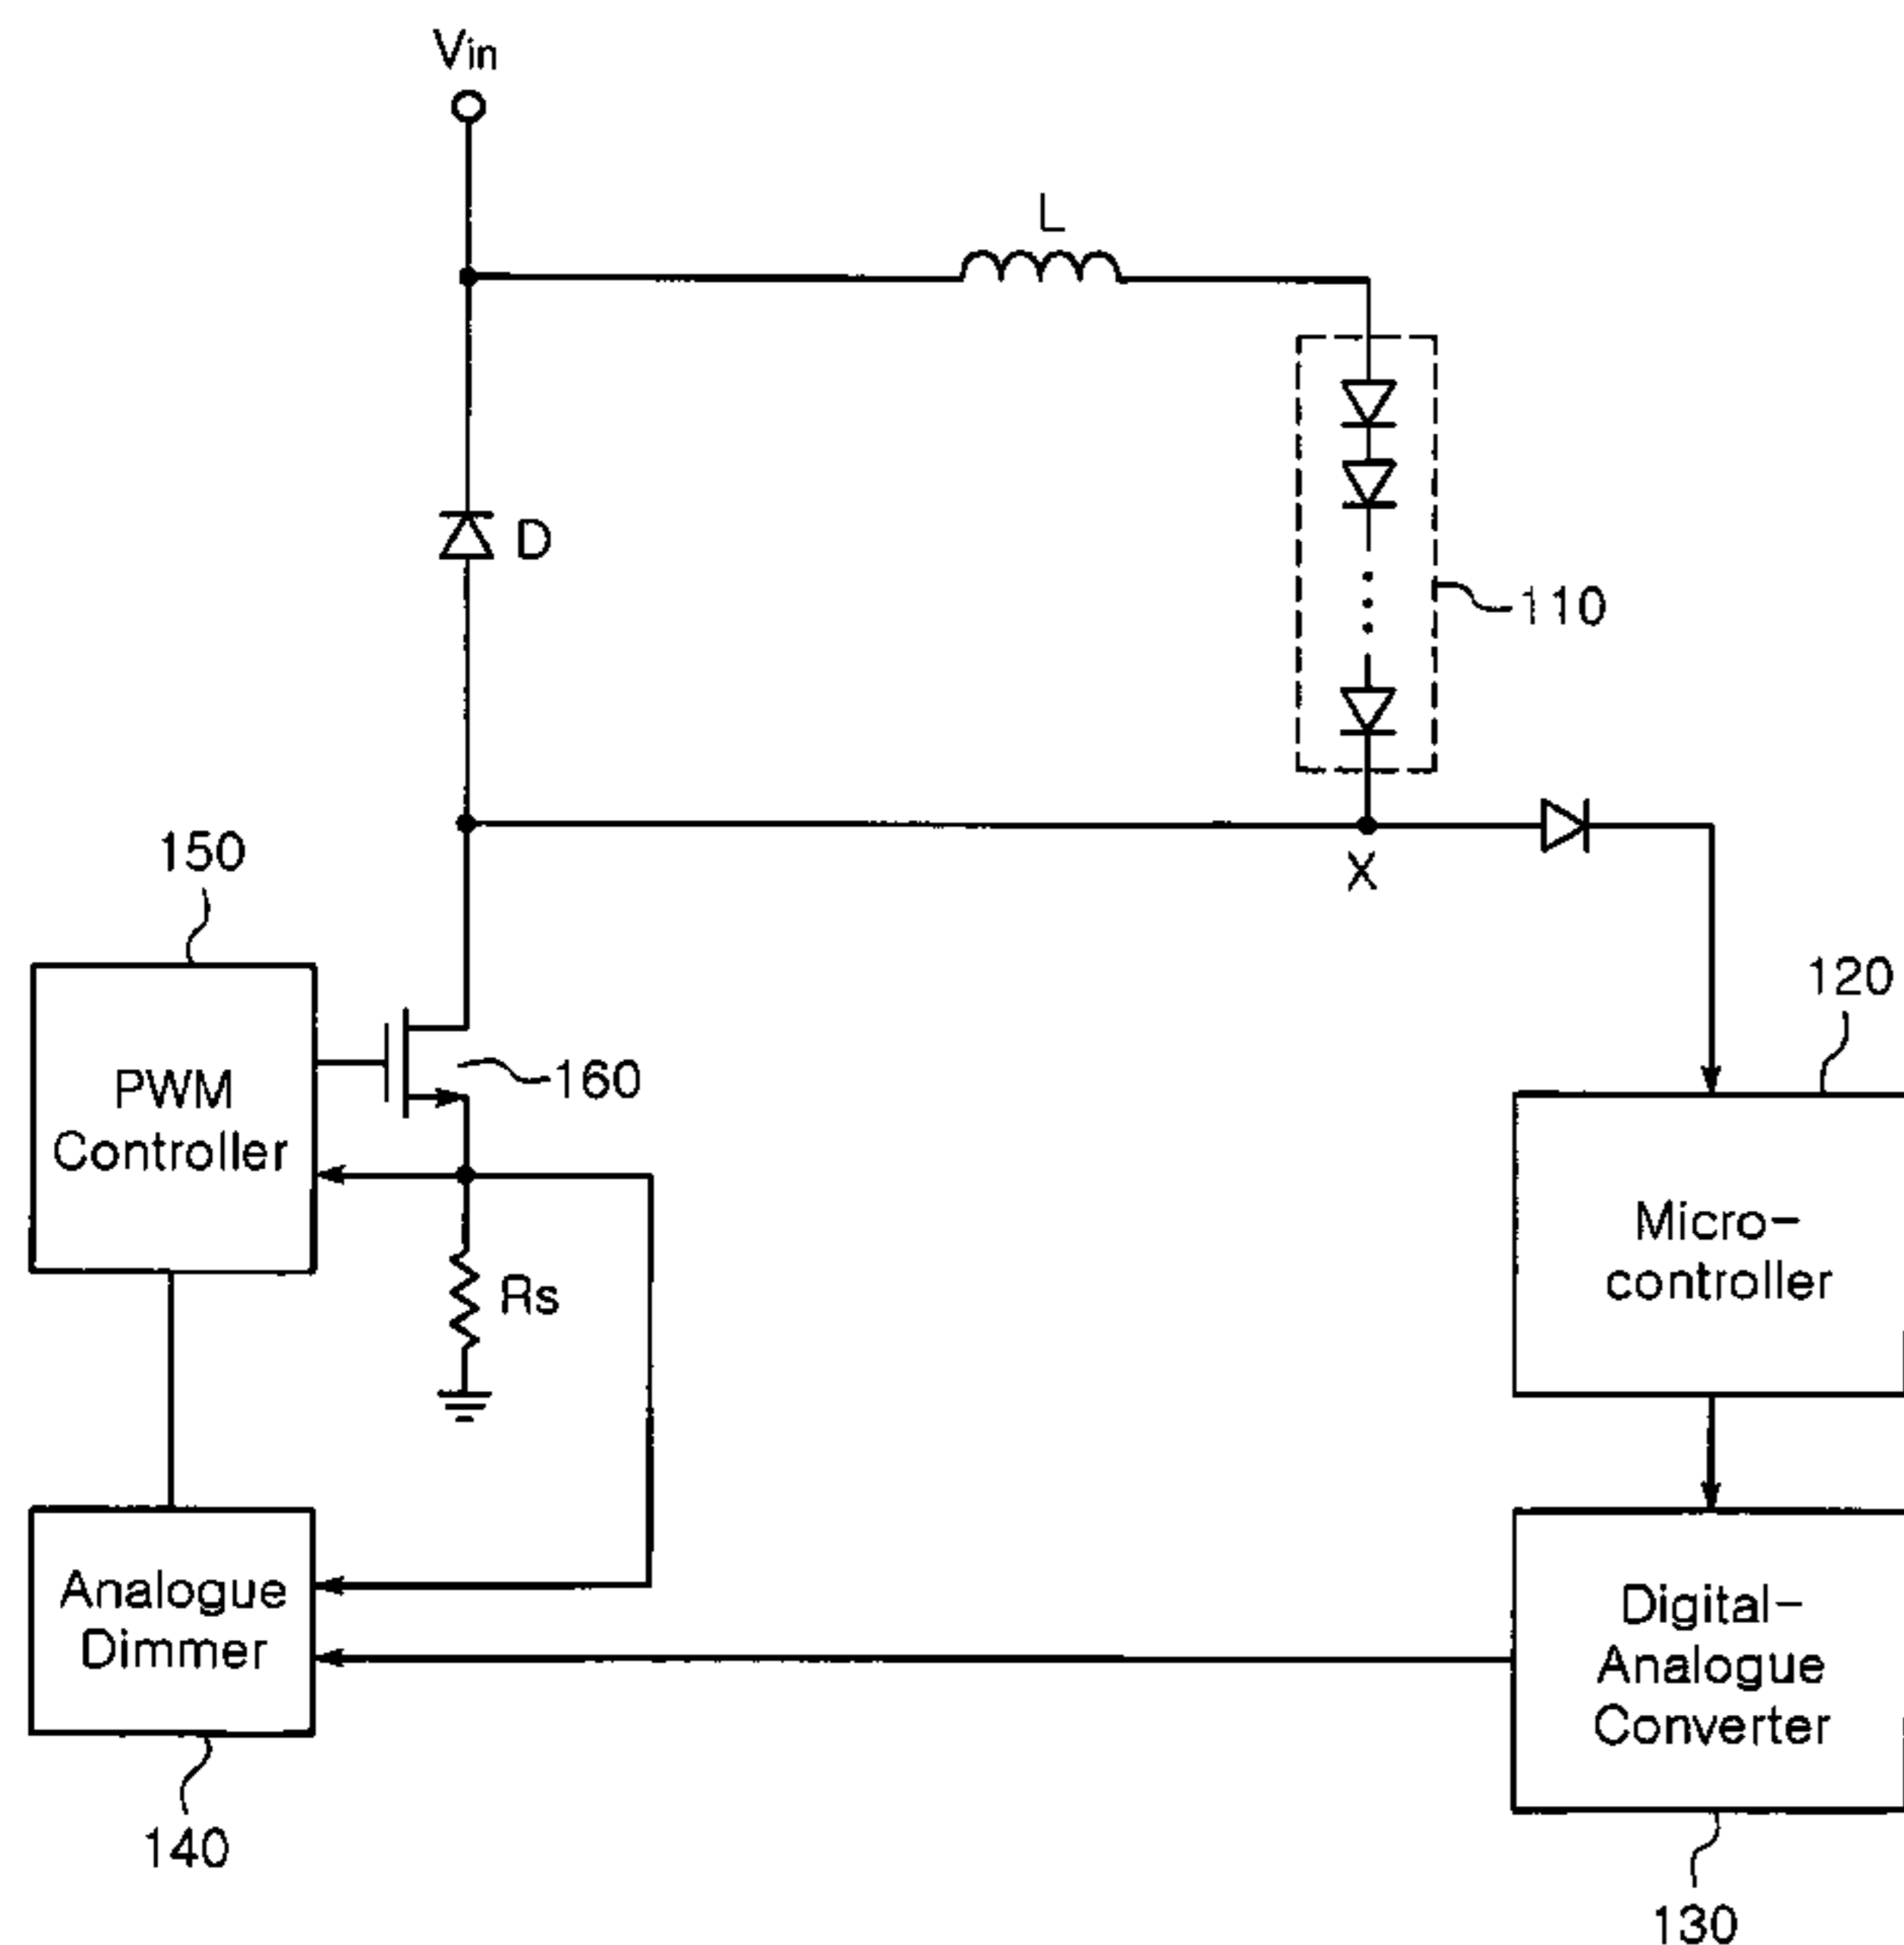 Vin
L
D
110
X
150
120
PWM
Controller
160
Micro-
controller
Rs
Analogue
Dimmer
Digital-
Analogue
Converter
140
130